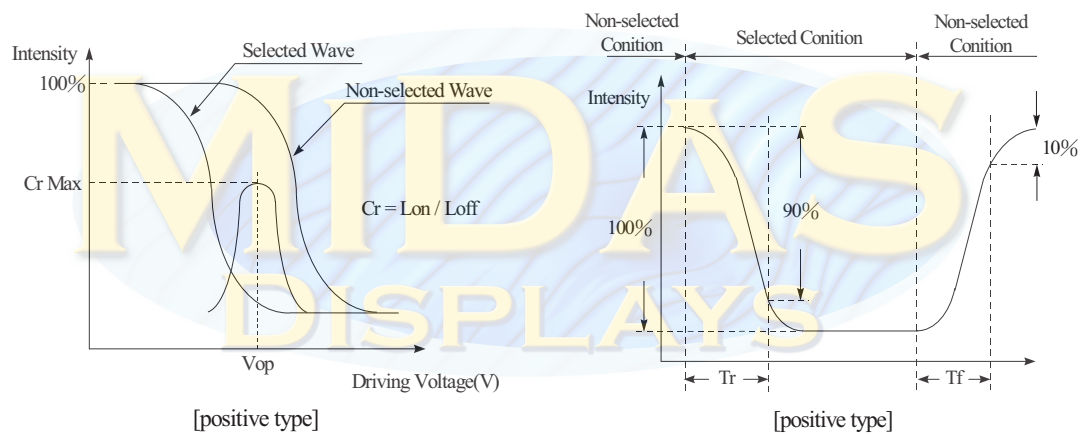 Intensity
Selected Wave
100%
Non-selected Wave
Cr Max
Cr = Lon / Loff
Vop
Driving Voltage(V)
[positive type]
Non-selected
Conition
Selected Conition
Non-selected
Conition
Intensity
10%
90%
100%
Tr
Tf
[positive type]
MIDAS
DISPLAYS